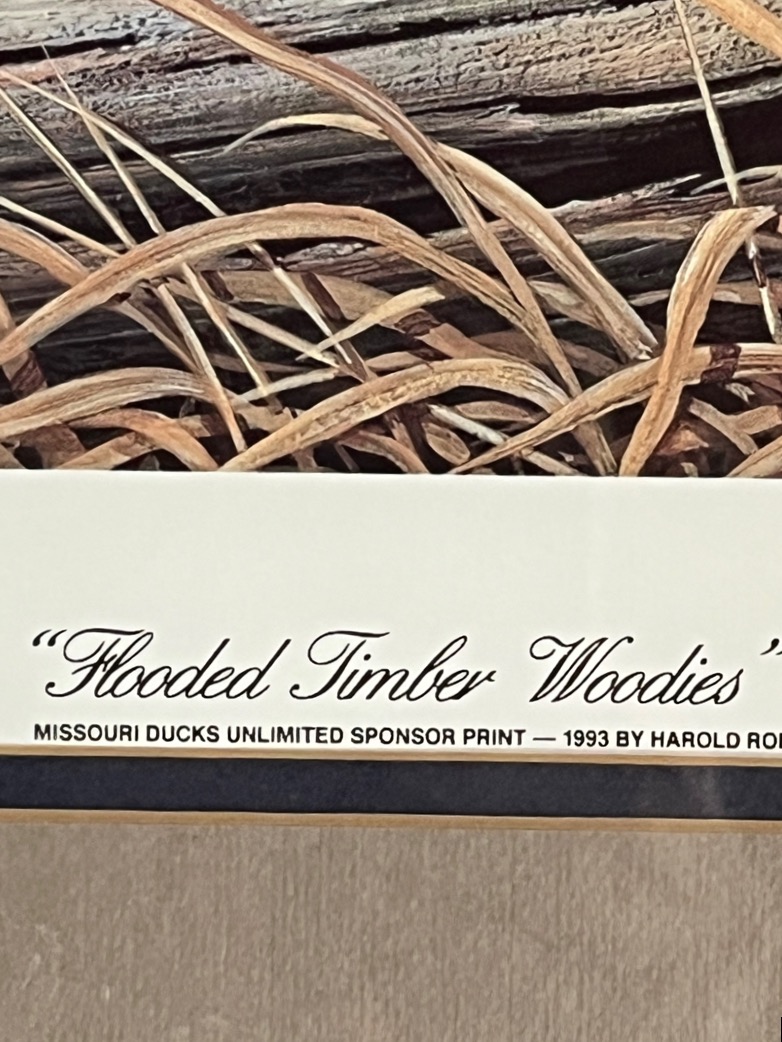 “Flooded Timber Woodies”
MISSOURI DUCKS UNLIMITED SPONSOR PRINT — 1993 BY HAROLD